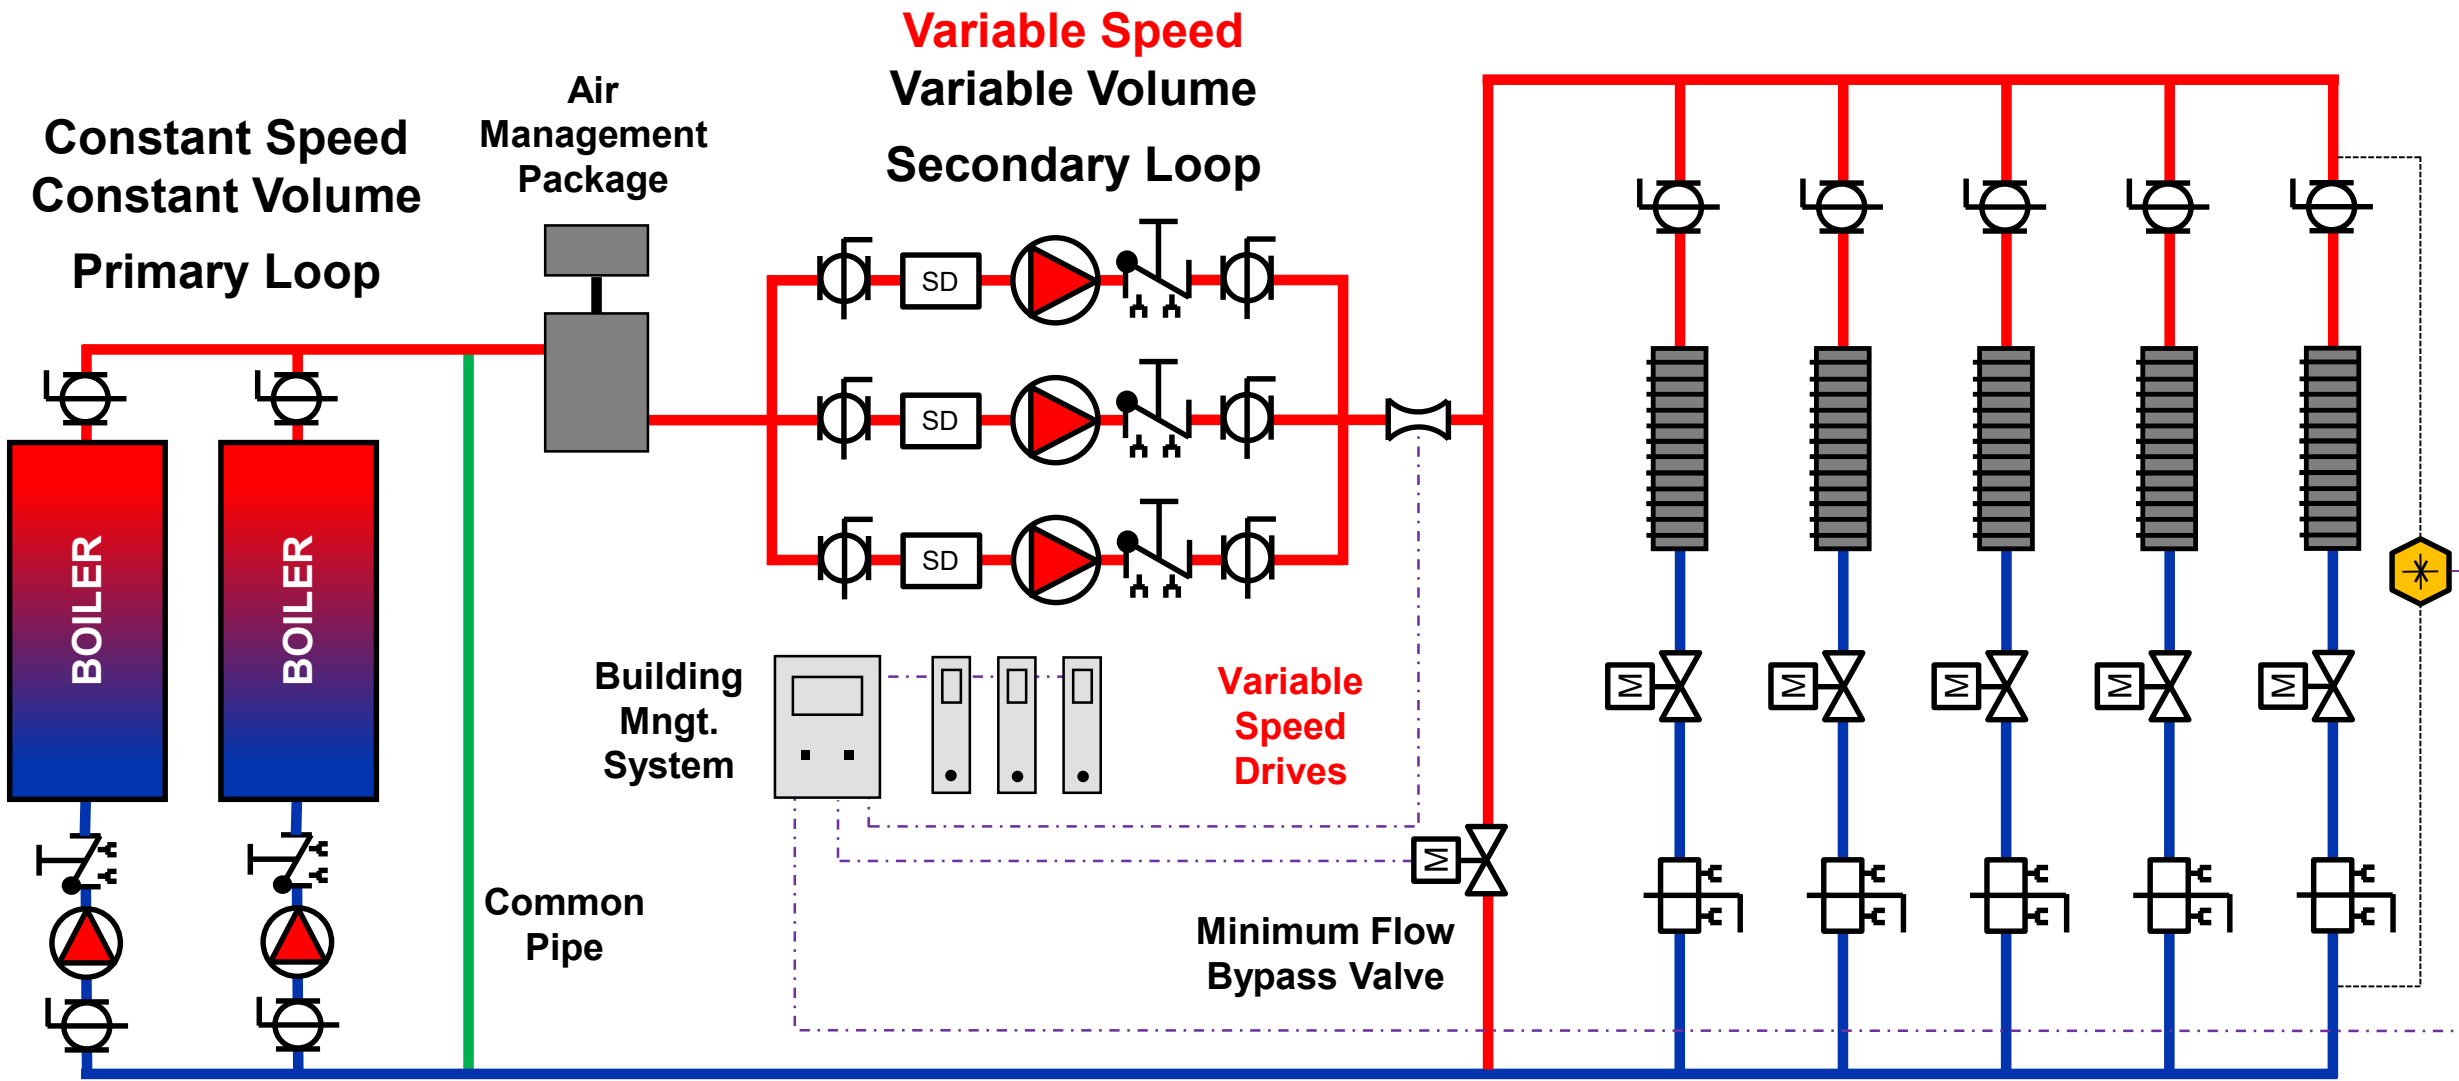 Variable Speed
Variable Volume
Secondary Loop
Air
Management
Package
Constant Speed
Constant Volume
Primary Loop
SD
SD
SD
BOILER
BOILER
Building
Mngt.
System
Variable
Speed
Drives
M
M
M
M
M
M
Common
Pipe
Minimum Flow
Bypass Valve